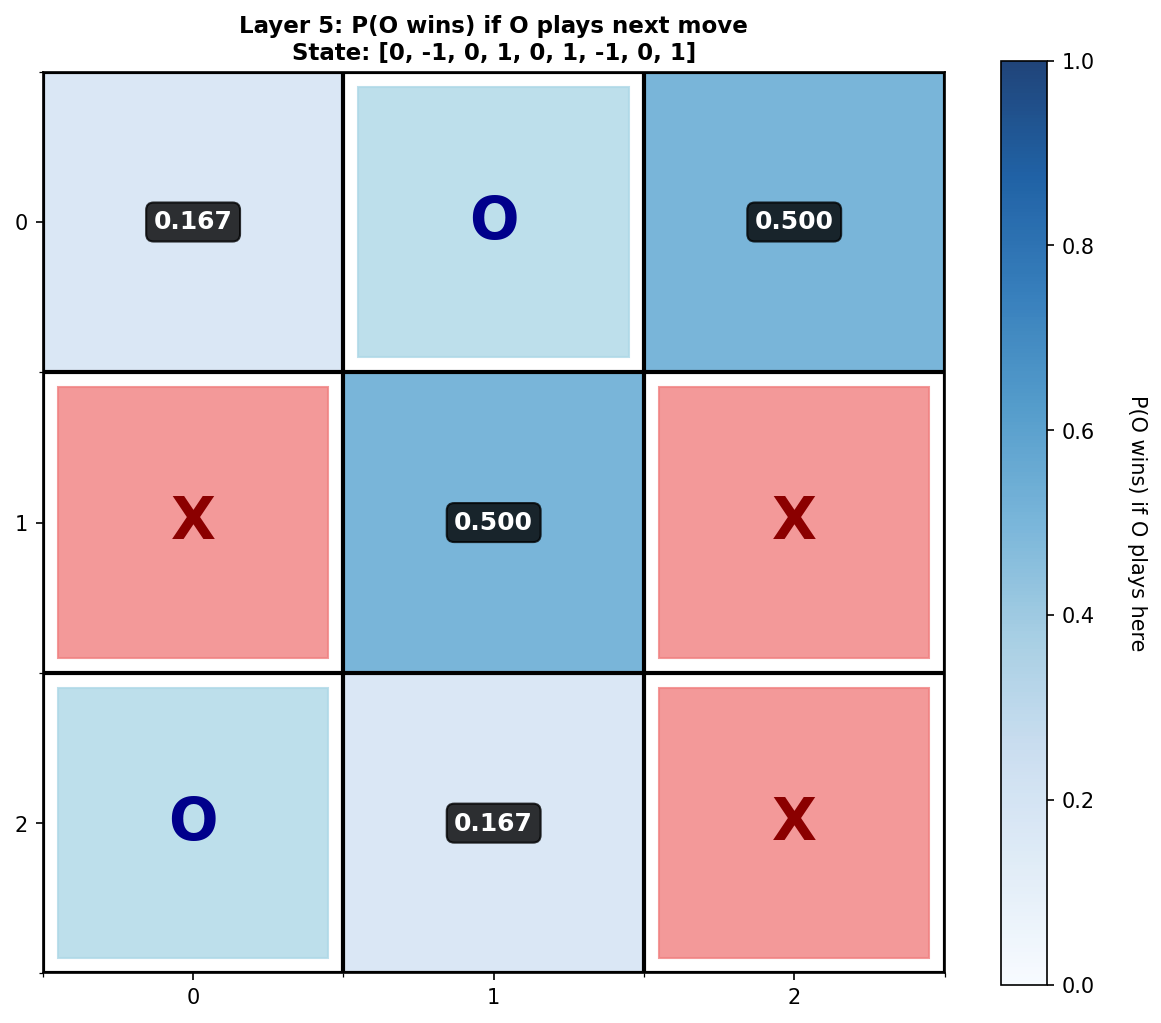 Layer 5: P(O wins) if O plays next move
State: [0, -1, 0, 1, 0, 1, -1, 0, 1]
0.167
O
0.500
X
0.500
X
O
0.167
X
0
1
2
0
1
2
1.0
0.8
0.6
0.4
0.2
0.0
P(O wins) if O plays here